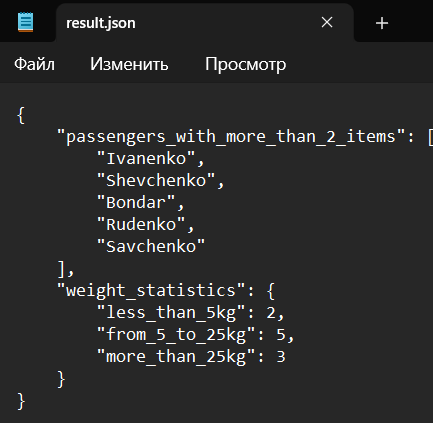 result.json
Файл Изменить Просмотр
{
    "passengers_with_more_than_2_items": [
        "Ivanenko",
        "Shevchenko",
        "Bondar",
        "Rudenko",
        "Savchenko"
    ],
    "weight_statistics": {
        "less_than_5kg": 2,
        "from_5_to_25kg": 5,
        "more_than_25kg": 3
    }
}